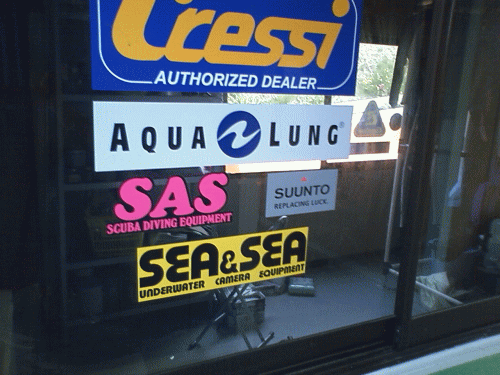 Cressi
AUTHORIZED DEALER
AQUA LUNG®
SAS
SCUBA DIVING EQUIPMENT
SUUNTO
REPLACING LUCK.
SEA&SEA
UNDERWATER CAMERA EQUIPMENT